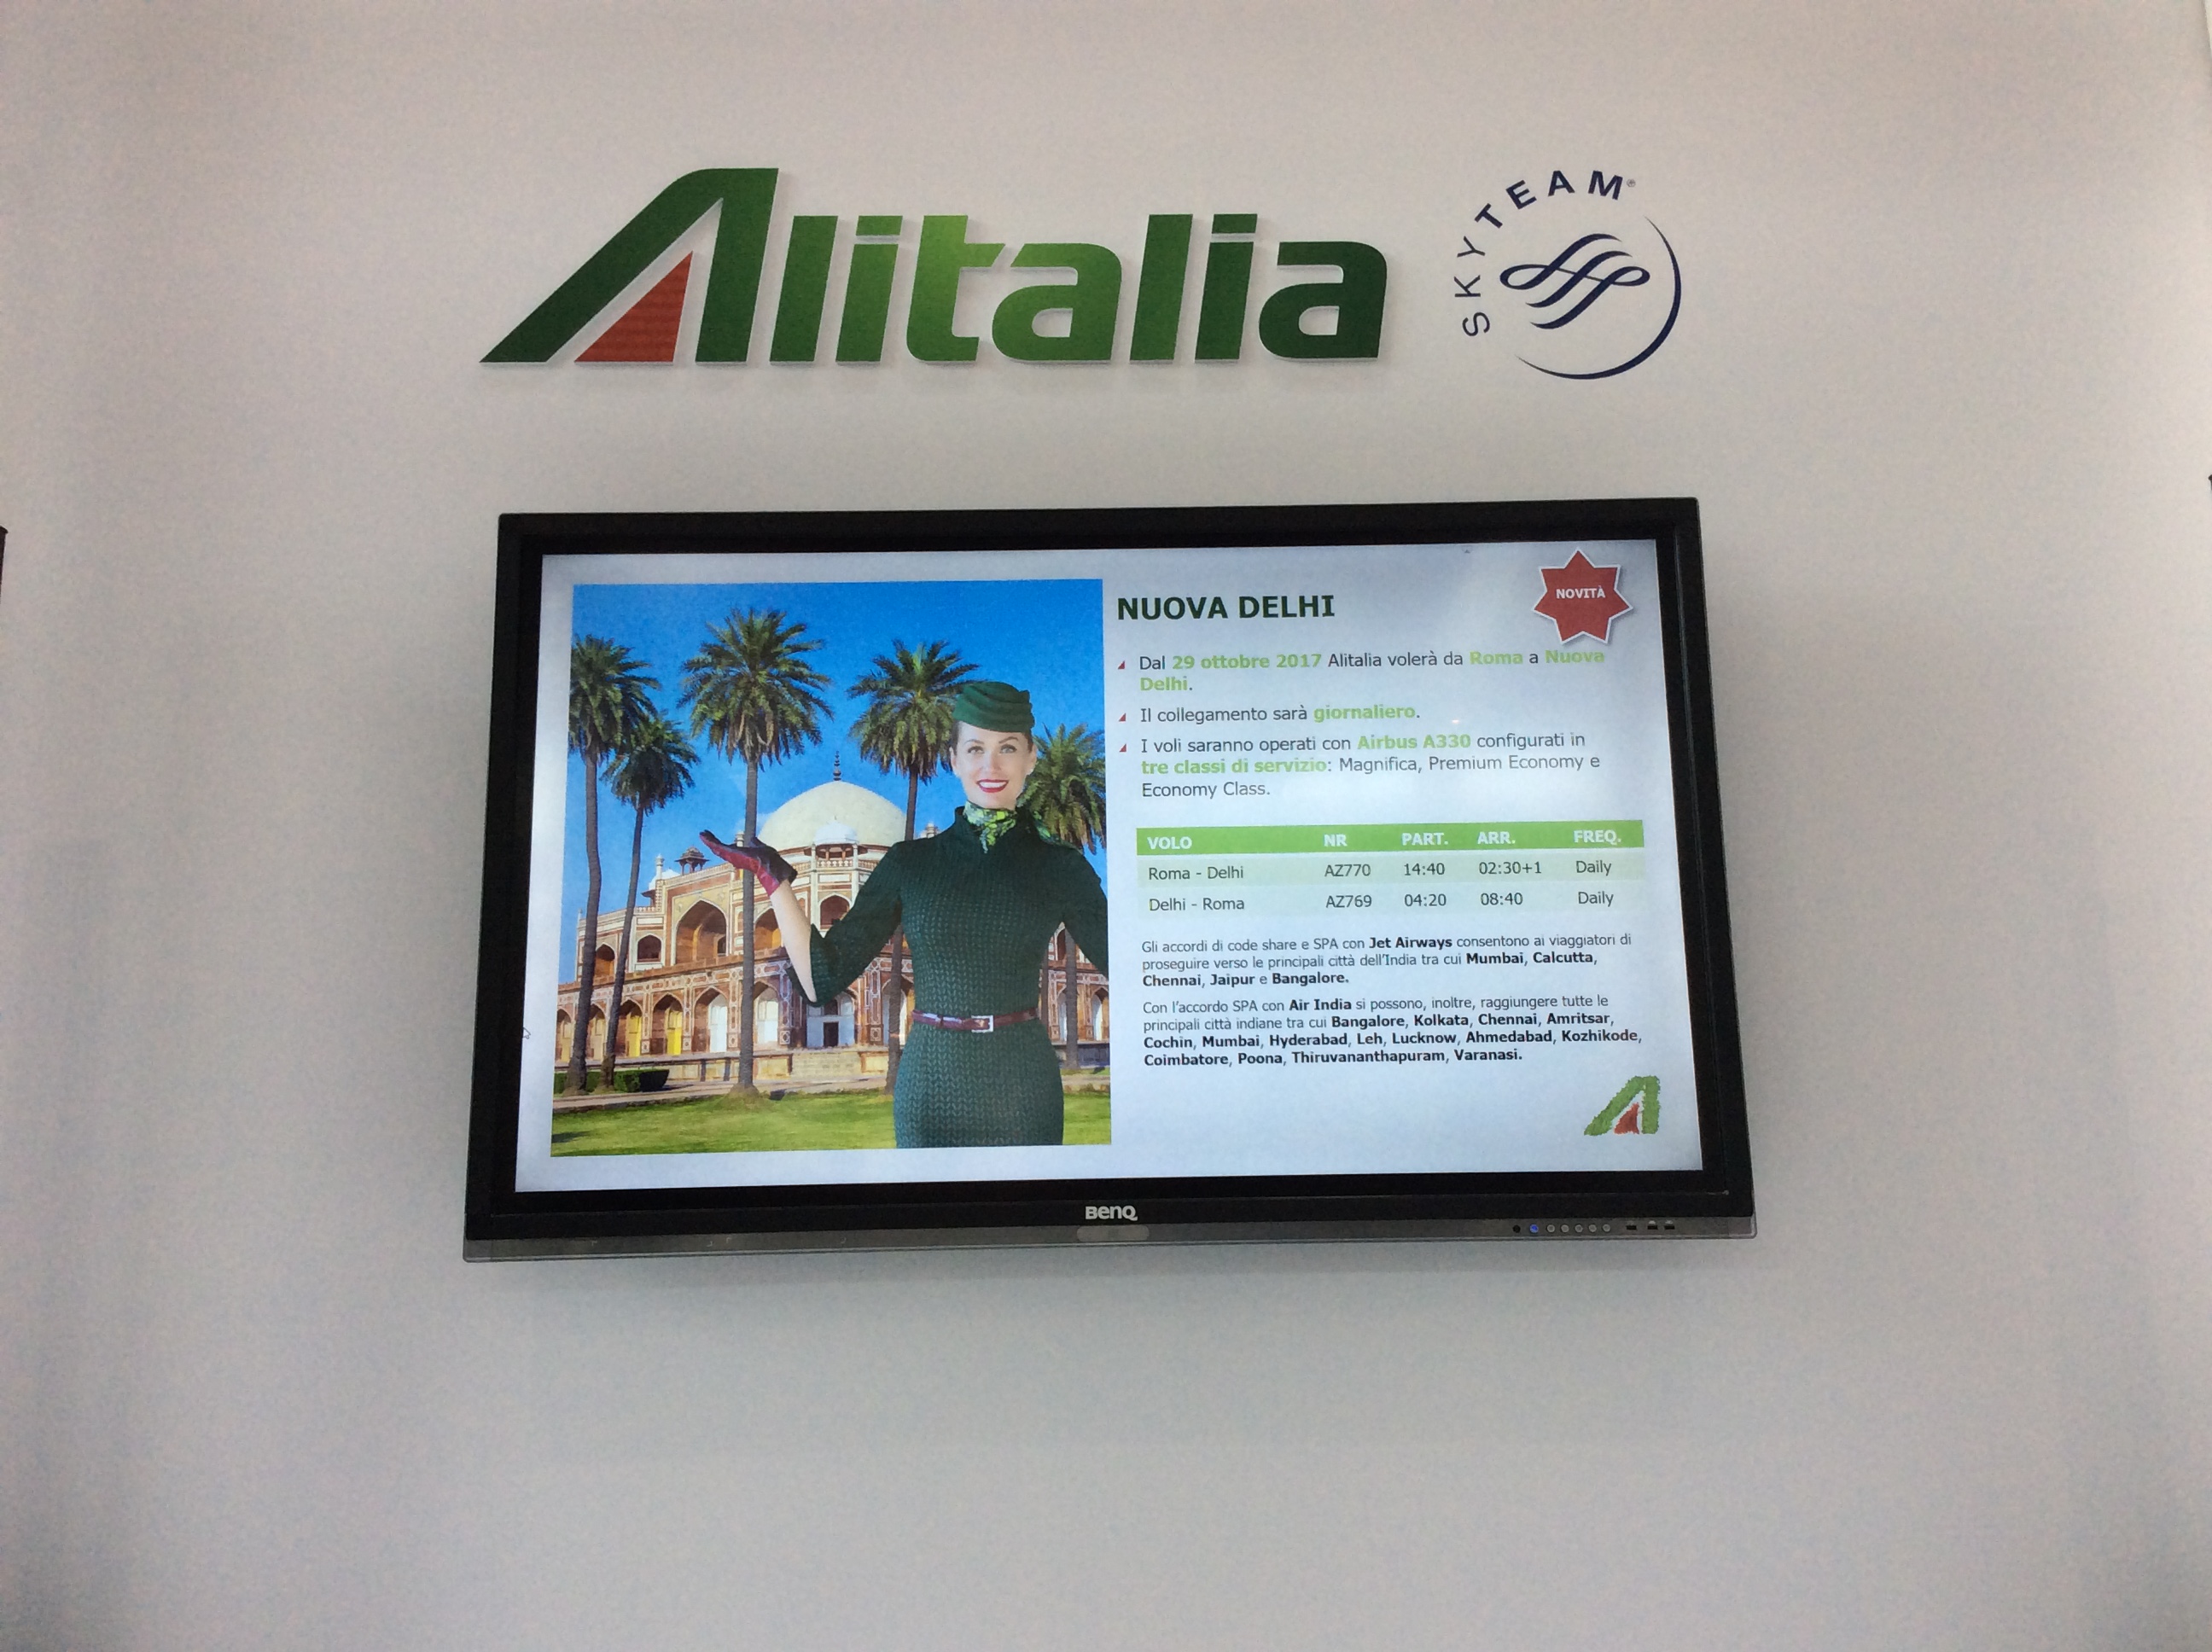 Alitalia
SKYTEAM®
NUOVA DELHI
NOVITÀ
Dal 29 ottobre 2017 Alitalia volerà da Roma a Nuova
Delhi.
Il collegamento sarà giornaliero.
I voli saranno operati con Airbus A330 configurati in
tre classi di servizio: Magnifica, Premium Economy e
Economy Class.
VOLO NR PART. ARR. FREQ.
Roma - Delhi AZ770 14:40 02:30+1 Daily
Delhi - Roma AZ769 04:20 08:40 Daily
Gli accordi di code share e SPA con Jet Airways consentono ai viaggiatori di
proseguire verso le principali città dell'India tra cui Mumbai, Calcutta,
Chennai, Jaipur e Bangalore.
Con l'accordo SPA con Air India si possono, inoltre, raggiungere tutte le
principali città indiane tra cui Bangalore, Kolkata, Chennai, Amritsar,
Cochin, Mumbai, Hyderabad, Leh, Lucknow, Ahmedabad, Kozhikode,
Coimbatore, Poona, Thiruvananthapuram, Varanasi.
BenQ